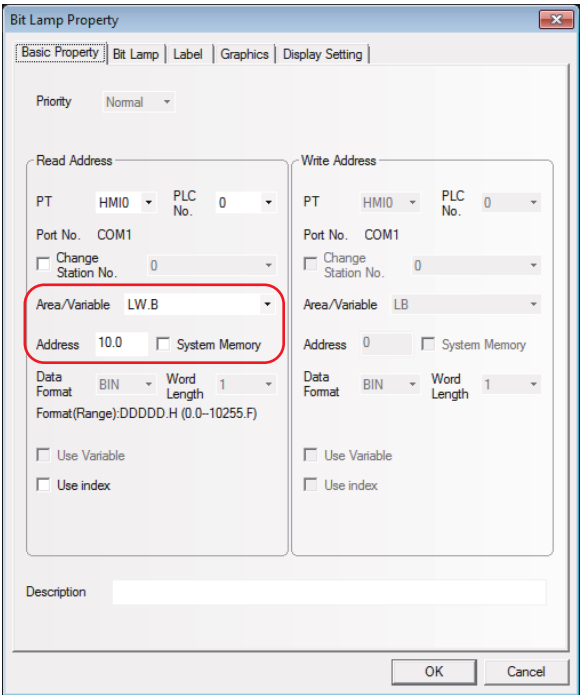 Bit Lamp Property
Basic Property Bit Lamp Label Graphics Display Setting
Priority Normal
Read Address
PT HMI0 PLC No. 0
Port No. COM1
Change Station No. 0
Area/Variable LW.B
Address 10.0 System Memory
Data Format BIN Word Length 1
Format(Range):DDDDD.H (0.0--10255.F)
Use Variable
Use index
Write Address
PT HMI0 PLC No. 0
Port No. COM1
Change Station No. 0
Area/Variable LB
Address 0 System Memory
Data Format BIN Word Length 1
Use Variable
Use index
Description
OK Cancel